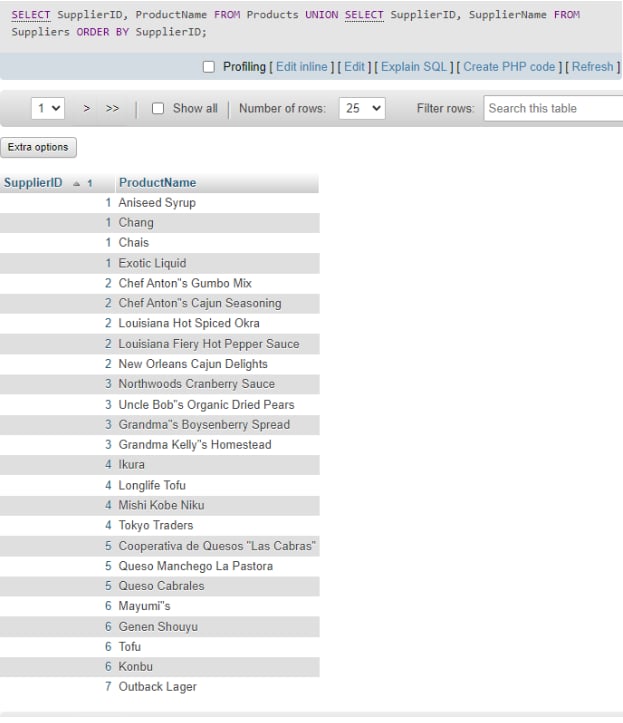 SELECT SupplierID, ProductName FROM Products UNION SELECT SupplierID, SupplierName FROM
Suppliers ORDER BY SupplierID;
Profiling [ Edit inline ] [ Edit ] [ Explain SQL ] [ Create PHP code ] [ Refresh ]
1 > >> Show all Number of rows: 25 Filter rows: Search this table
Extra options
SupplierID 1 ProductName
1 Aniseed Syrup
1 Chang
1 Chais
1 Exotic Liquid
2 Chef Anton"s Gumbo Mix
2 Chef Anton"s Cajun Seasoning
2 Louisiana Hot Spiced Okra
2 Louisiana Fiery Hot Pepper Sauce
2 New Orleans Cajun Delights
3 Northwoods Cranberry Sauce
3 Uncle Bob"s Organic Dried Pears
3 Grandma"s Boysenberry Spread
3 Grandma Kelly"s Homestead
4 Ikura
4 Longlife Tofu
4 Mishi Kobe Niku
4 Tokyo Traders
5 Cooperativa de Quesos "Las Cabras"
5 Queso Manchego La Pastora
5 Queso Cabrales
6 Mayumi"s
6 Genen Shouyu
6 Tofu
6 Konbu
7 Outback Lager